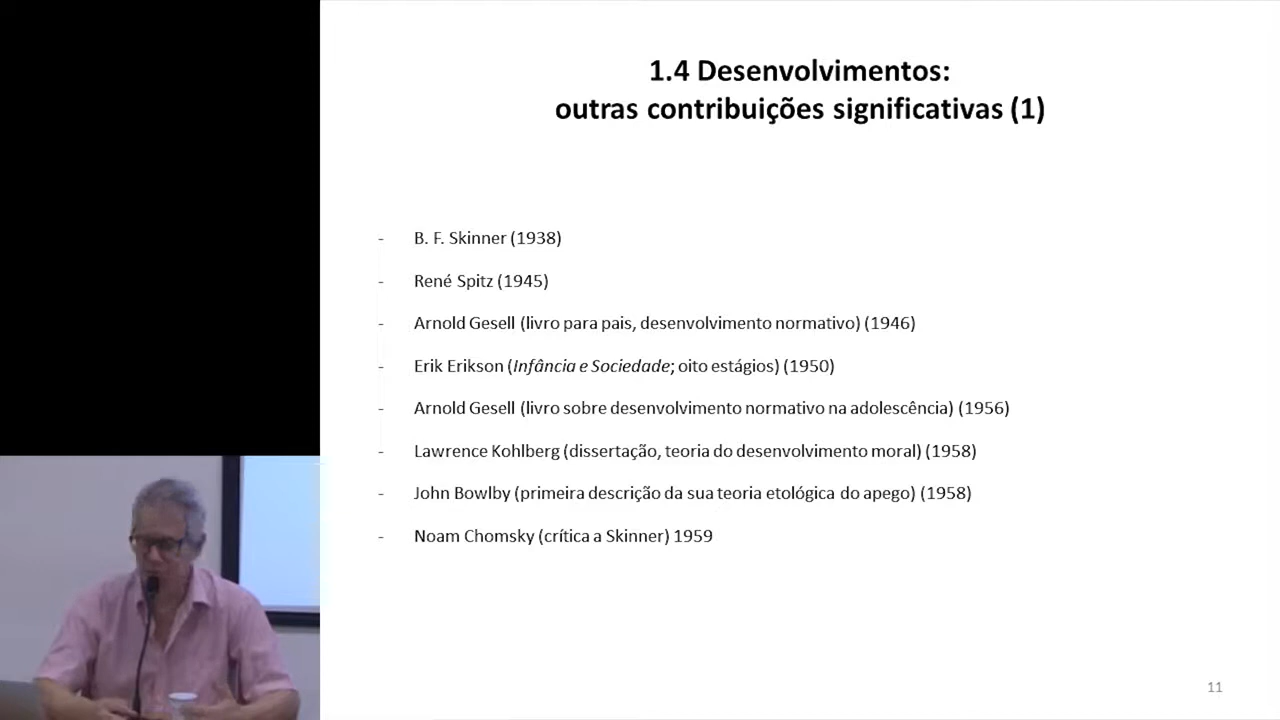 1.4 Desenvolvimentos:
outras contribuições significativas (1)
- B. F. Skinner (1938)
- René Spitz (1945)
- Arnold Gesell (livro para pais, desenvolvimento normativo) (1946)
- Erik Erikson (Infância e Sociedade; oito estágios) (1950)
- Arnold Gesell (livro sobre desenvolvimento normativo na adolescência) (1956)
- Lawrence Kohlberg (dissertação, teoria do desenvolvimento moral) (1958)
- John Bowlby (primeira descrição da sua teoria etológica do apego) (1958)
- Noam Chomsky (crítica a Skinner) 1959
11